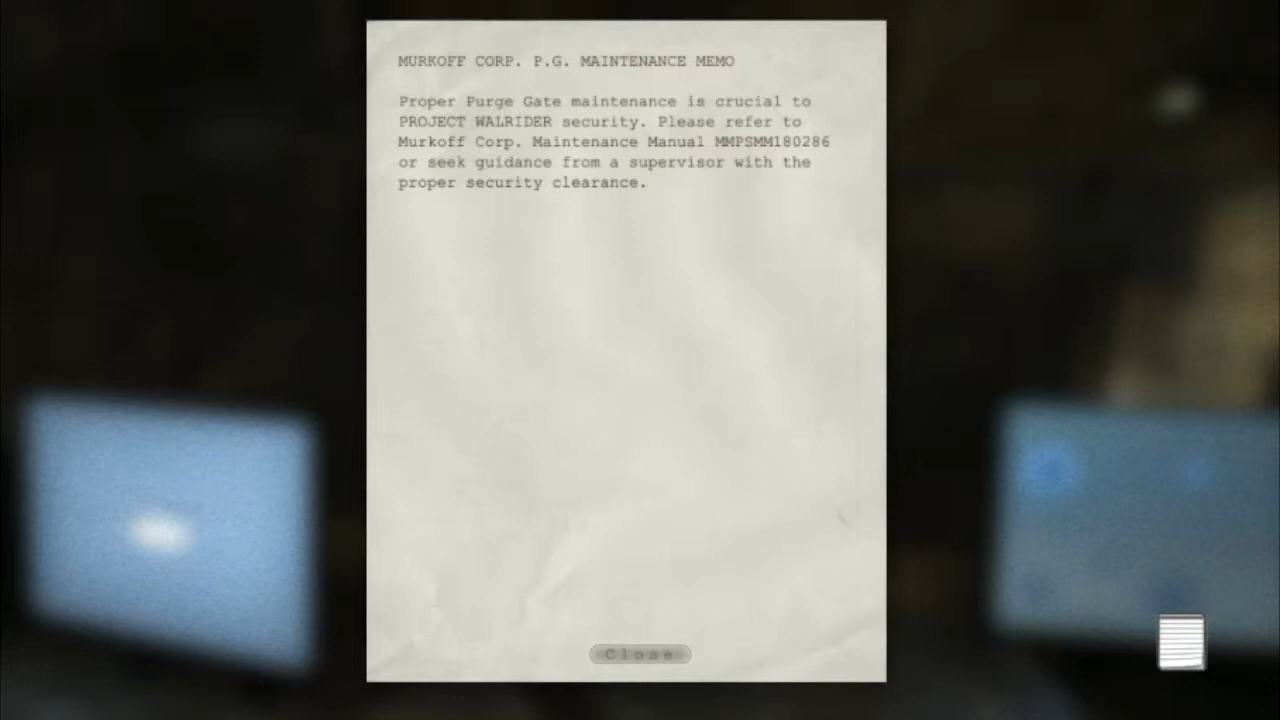 MURKOFF CORP. P.G. MAINTENANCE MEMO
Proper Purge Gate maintenance is crucial to
PROJECT WALRIDER security. Please refer to
Murkoff Corp. Maintenance Manual MMPSMM180286
or seek guidance from a supervisor with the
proper security clearance.
Close